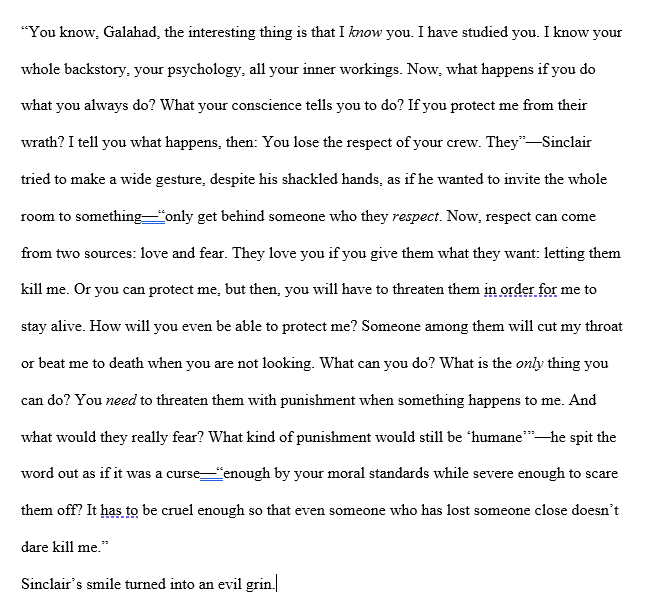 “You know, Galahad, the interesting thing is that I know you. I have studied you. I know your
whole backstory, your psychology, all your inner workings. Now, what happens if you do
what you always do? What your conscience tells you to do? If you protect me from their
wrath? I tell you what happens, then: You lose the respect of your crew. They”—Sinclair
tried to make a wide gesture, despite his shackled hands, as if he wanted to invite the whole
room to something—“only get behind someone who they respect. Now, respect can come
from two sources: love and fear. They love you if you give them what they want: letting them
kill me. Or you can protect me, but then, you will have to threaten them in order for me to
stay alive. How will you even be able to protect me? Someone among them will cut my throat
or beat me to death when you are not looking. What can you do? What is the only thing you
can do? You need to threaten them with punishment when something happens to me. And
what would they really fear? What kind of punishment would still be ‘humane’”—he spit the
word out as if it was a curse—“enough by your moral standards while severe enough to scare
them off? It has to be cruel enough so that even someone who has lost someone close doesn’t
dare kill me.”
Sinclair’s smile turned into an evil grin.